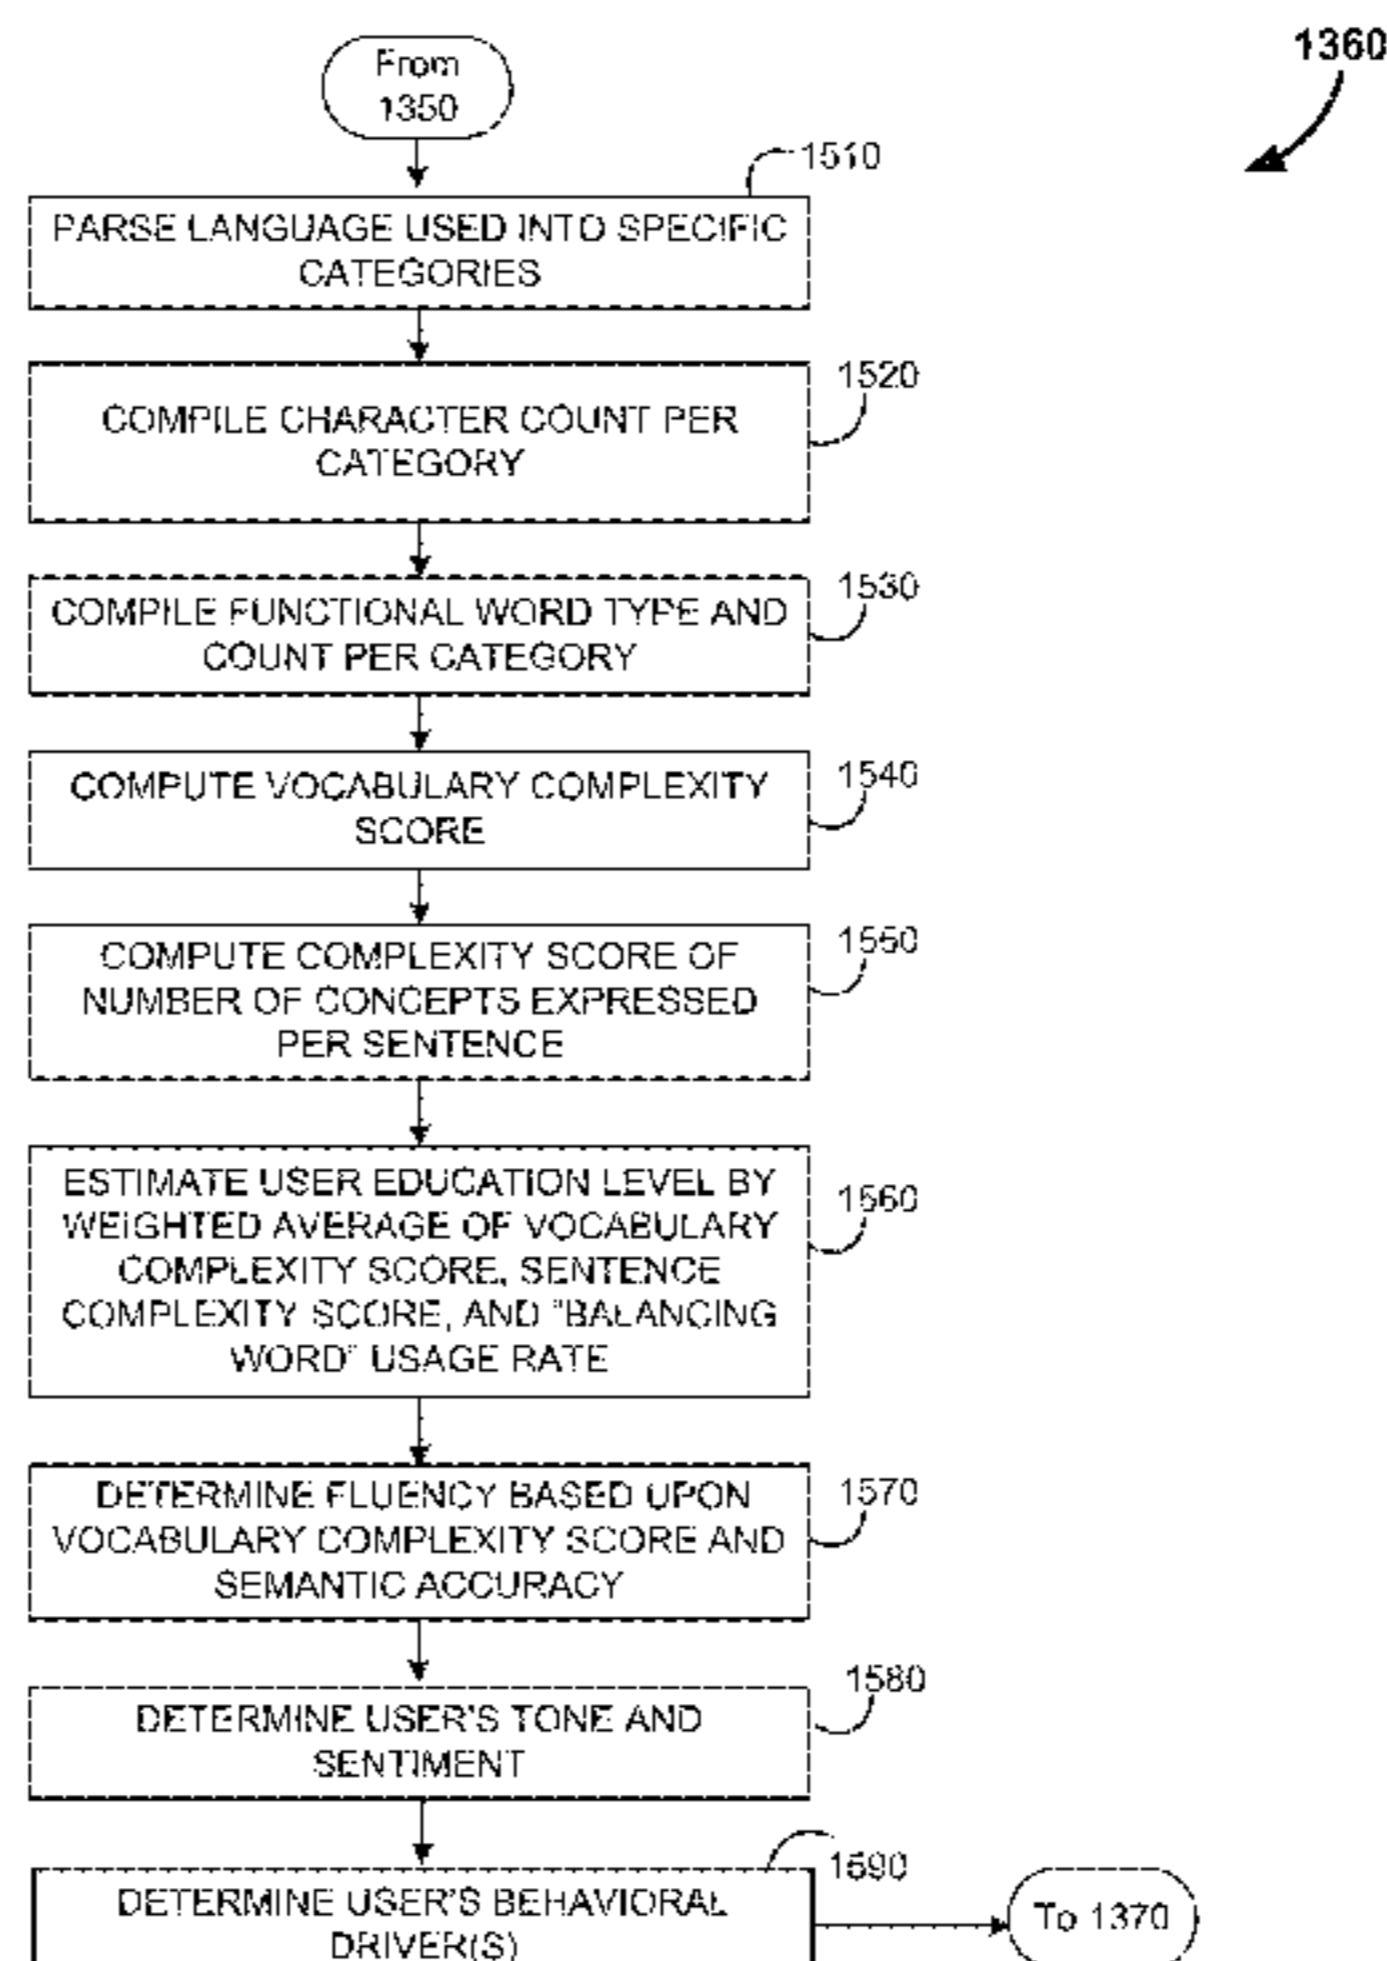 1360
From
1350
1510
PARSE LANGUAGE USED INTO SPECIFIC
CATEGORIES
1520
COMPILE CHARACTER COUNT PER
CATEGORY
1530
COMPILE FUNCTIONAL WORD TYPE AND
COUNT PER CATEGORY
1540
COMPUTE VOCABULARY COMPLEXITY
SCORE
1550
COMPUTE COMPLEXITY SCORE OF
NUMBER OF CONCEPTS EXPRESSED
PER SENTENCE
1560
ESTIMATE USER EDUCATION LEVEL BY
WEIGHTED AVERAGE OF VOCABULARY
COMPLEXITY SCORE, SENTENCE
COMPLEXITY SCORE, AND "BALANCING
WORD" USAGE RATE
1570
DETERMINE FLUENCY BASED UPON
VOCABULARY COMPLEXITY SCORE AND
SEMANTIC ACCURACY
1580
DETERMINE USER'S TONE AND
SENTIMENT
1590
DETERMINE USER'S BEHAVIORAL
DRIVER(S)
To 1370